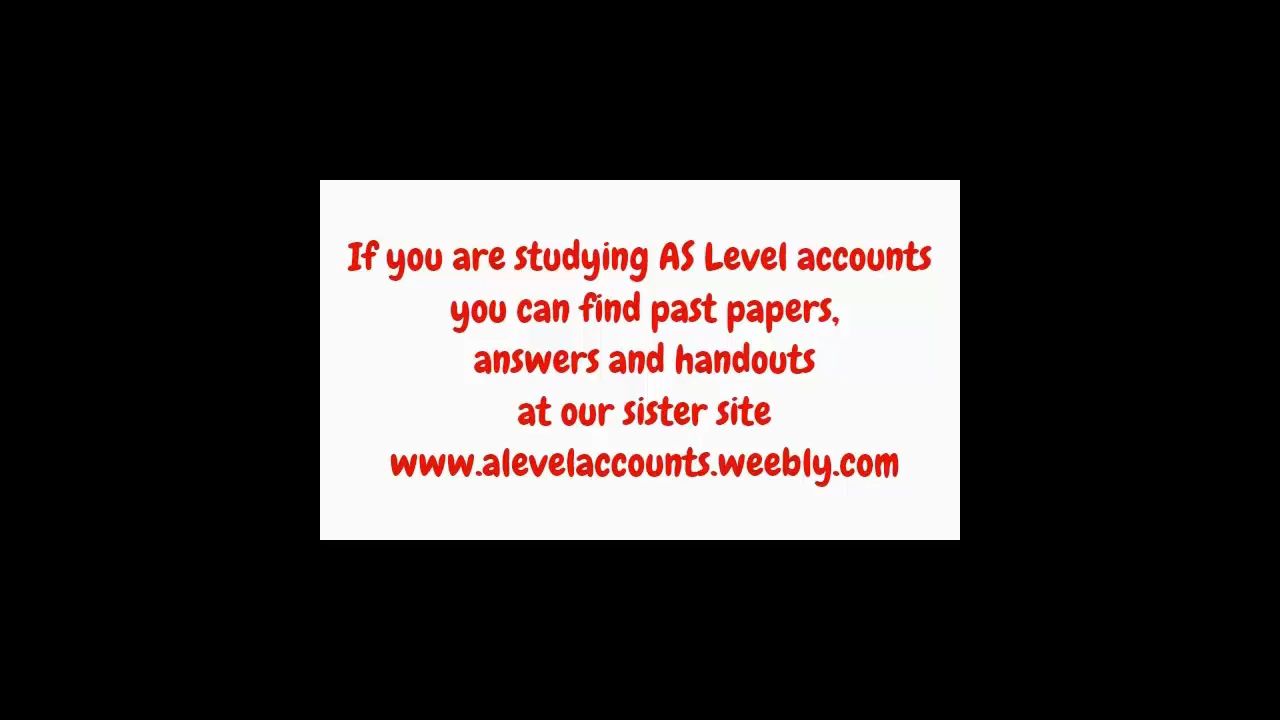 If you are studying AS Level accounts
you can find past papers,
answers and handouts
at our sister site
www.alevelaccounts.weebly.com